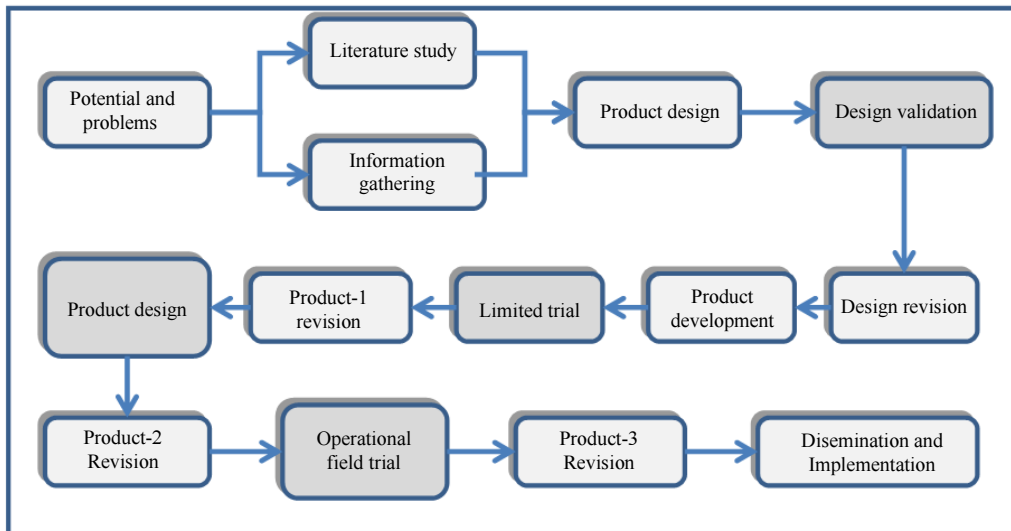 Literature study
Potential and
problems
Product design
Design validation
Information
gathering
Product design
Product-1
revision
Limited trial
Product
development
Design revision
Product-2
Revision
Operational
field trial
Product-3
Revision
Disemination and
Implementation